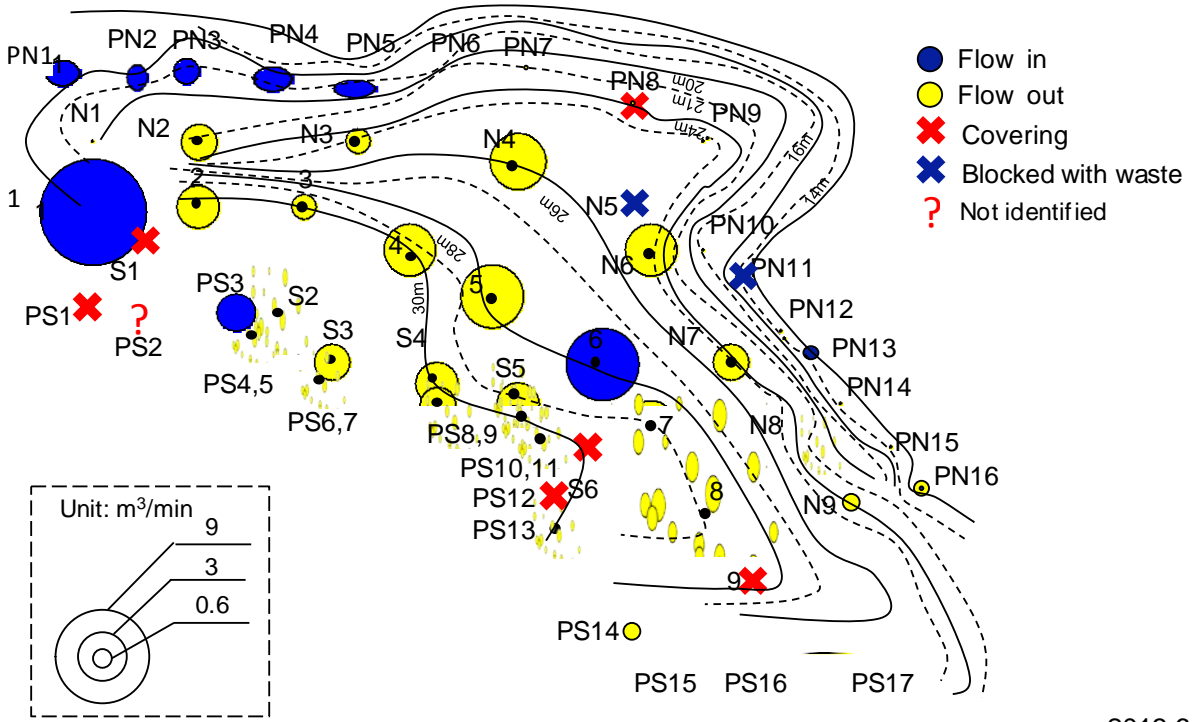 PN1
PN2
PN3
PN4
PN5
PN6
PN7
PN8
PN9
N1
N2
N3
N4
N5
N6
20m
21m
24m
16m
14m
26m
28m
30m
1
2
3
4
5
6
S1
PS1
PS2
?
PS3
S2
S3
S4
S5
PS4,5
PS6,7
PS8,9
PS10,11
PS12
S6
PS13
PN10
PN11
PN12
PN13
PN14
PN15
PN16
N7
N8
N9
7
8
9
PS14
PS15
PS16
PS17
Flow in
Flow out
Covering
Blocked with waste
? Not identified
Unit: m³/min
9
3
0.6